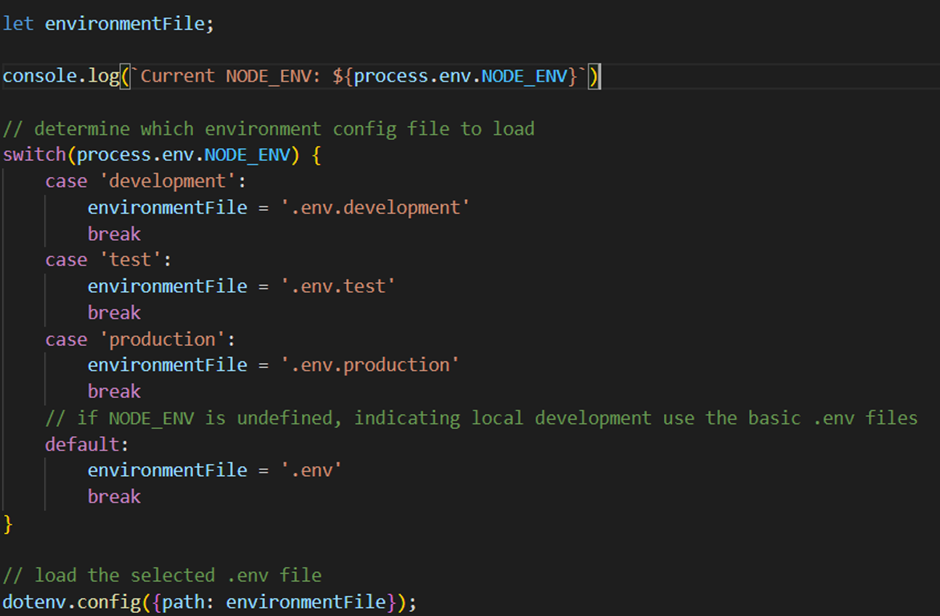 let environmentFile;
console.log(`Current NODE_ENV: ${process.env.NODE_ENV}`)
// determine which environment config file to load
switch(process.env.NODE_ENV) {
    case 'development':
        environmentFile = '.env.development'
        break
    case 'test':
        environmentFile = '.env.test'
        break
    case 'production':
        environmentFile = '.env.production'
        break
    // if NODE_ENV is undefined, indicating local development use the basic .env files
    default:
        environmentFile = '.env'
        break
}
// load the selected .env file
dotenv.config({path: environmentFile});